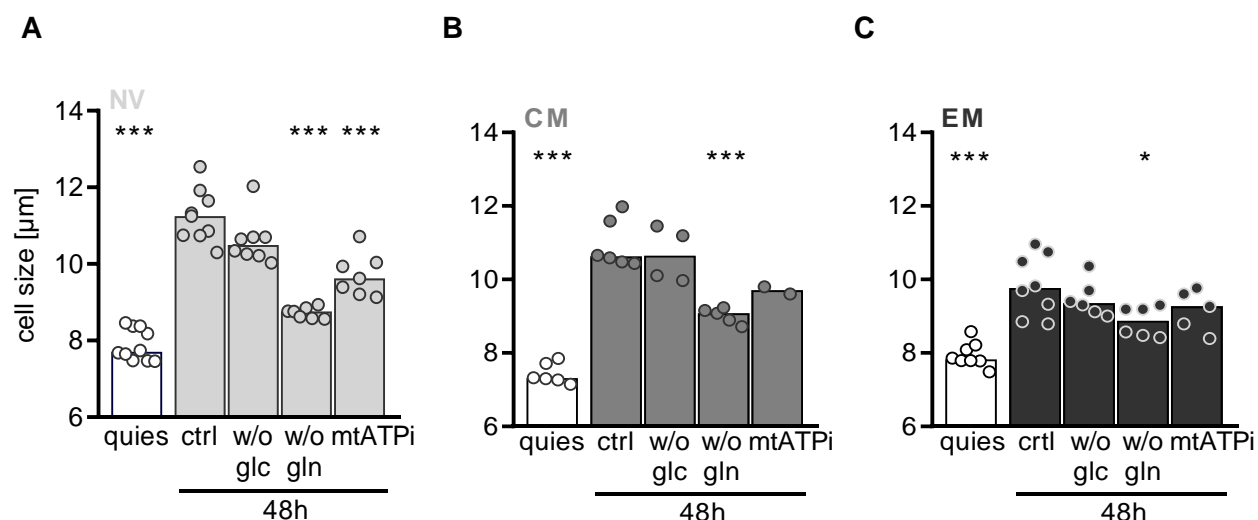 A
B
C
NV
CM
EM
cell size [µm]
14
12
10
8
6
*** *** ***
quies ctrl w/o w/o mtATPi
glc gln
48h
14
12
10
8
6
*** ***
quies ctrl w/o w/o mtATPi
glc gln
48h
14
12
10
8
6
*** *
quies crtl w/o w/o mtATPi
glc gln
48h